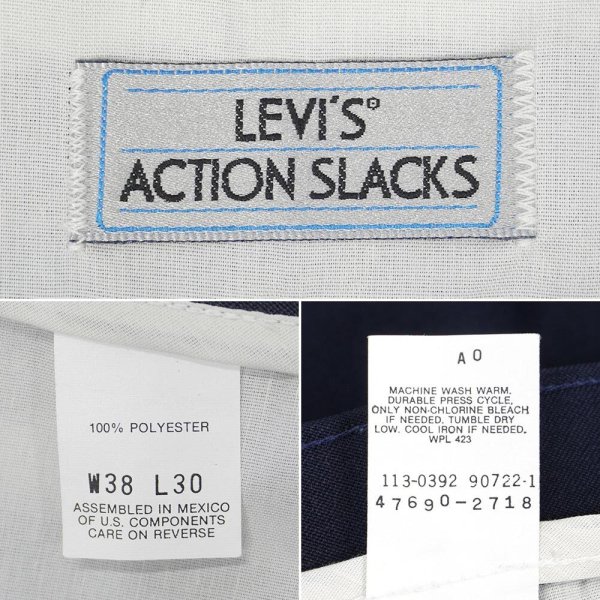 LEVI'S®
ACTION SLACKS
100% POLYESTER
W38 L30
ASSEMBLED IN MEXICO
OF U.S. COMPONENTS
CARE ON REVERSE
A0
MACHINE WASH WARM.
DURABLE PRESS CYCLE,
ONLY NON-CHLORINE BLEACH
IF NEEDED. TUMBLE DRY
LOW. COOL IRON IF NEEDED.
WPL 423
113-0392 90722-1
47690-2718